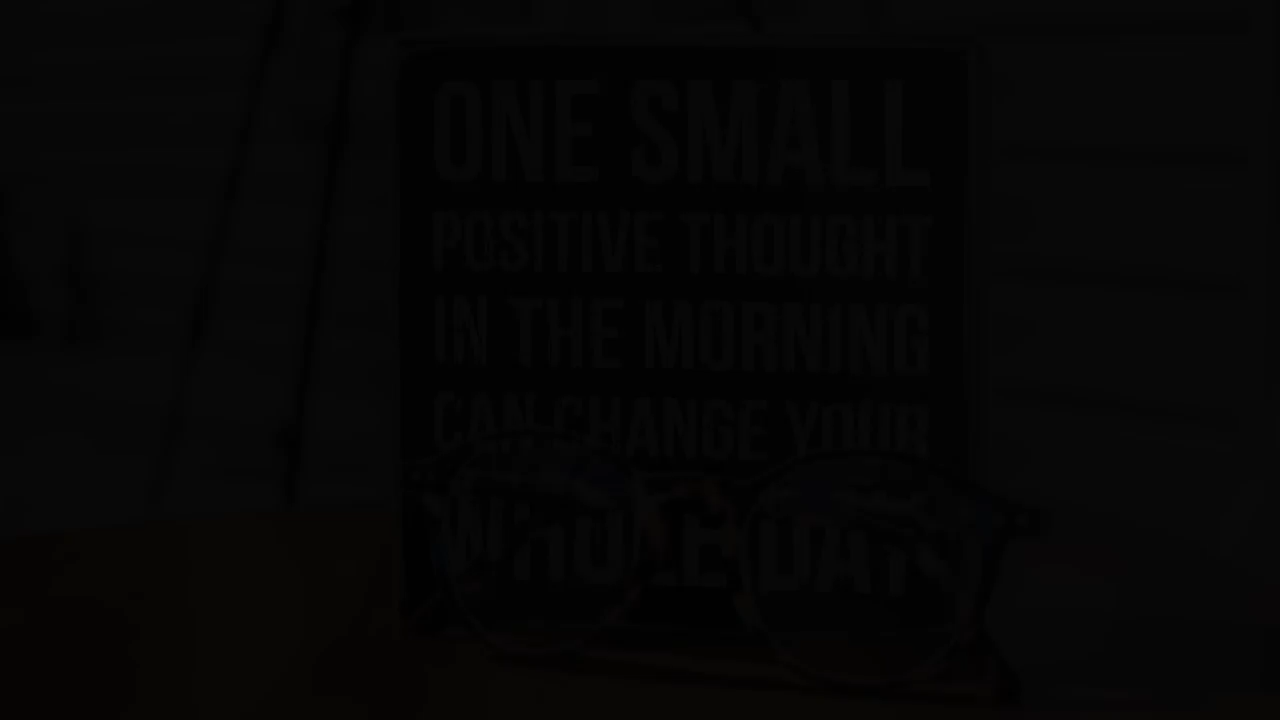 ONE SMALL
POSITIVE THOUGHT
IN THE MORNING
CAN CHANGE YOUR
WHOLE DAY